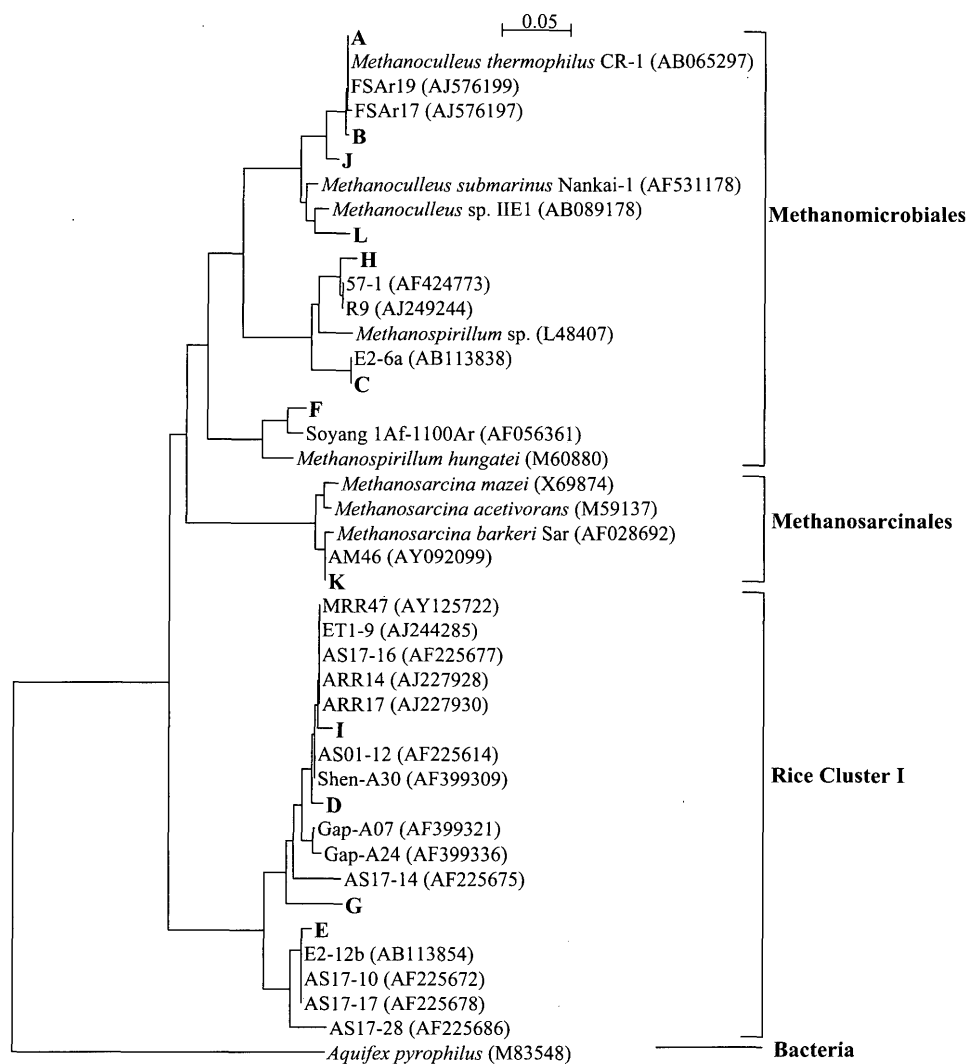 0.05
A
Methanoculleus thermophilus CR-1 (AB065297)
FSAr19 (AJ576199)
FSAr17 (AJ576197)
B
J
Methanoculleus submarinus Nankai-1 (AF531178)
Methanoculleus sp. IIE1 (AB089178)
L
H
57-1 (AF424773)
R9 (AJ249244)
Methanospirillum sp. (L48407)
E2-6a (AB113838)
C
F
Soyang 1Af-1100Ar (AF056361)
Methanospirillum hungatei (M60880)
Methanomicrobiales
Methanosarcina mazei (X69874)
Methanosarcina acetivorans (M59137)
Methanosarcina barkeri Sar (AF028692)
AM46 (AY092099)
K
Methanosarcinales
MRR47 (AY125722)
ET1-9 (AJ244285)
AS17-16 (AF225677)
ARR14 (AJ227928)
ARR17 (AJ227930)
I
AS01-12 (AF225614)
Shen-A30 (AF399309)
D
Gap-A07 (AF399321)
Gap-A24 (AF399336)
AS17-14 (AF225675)
G
E
E2-12b (AB113854)
AS17-10 (AF225672)
AS17-17 (AF225678)
AS17-28 (AF225686)
Rice Cluster I
Aquifex pyrophilus (M83548)
Bacteria